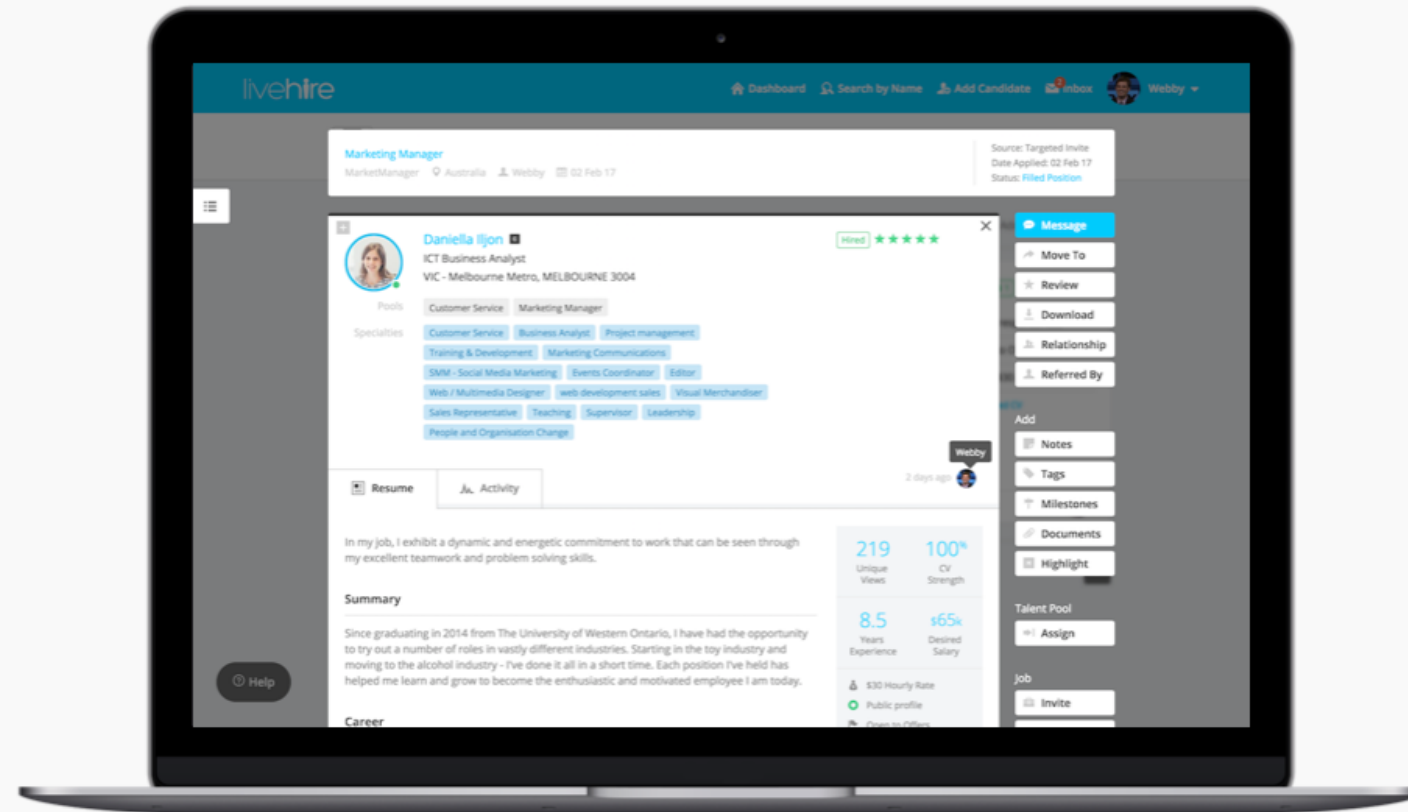 livehire
Dashboard Search by Name Add Candidate Inbox Webby
Marketing Manager
MarketManager Australia Webby 02 Feb 17
Source: Targeted Invite
Date Applied: 02 Feb 17
Status: Filled Position
Daniella Iljon
ICT Business Analyst
VIC - Melbourne Metro, MELBOURNE 3004
Hired
Pools Customer Service Marketing Manager
Specialties Customer Service Business Analyst Project management
Training & Development Marketing Communications
SMM - Social Media Marketing Events Coordinator Editor
Web / Multimedia Designer web development sales Visual Merchandiser
Sales Representative Teaching Supervisor Leadership
People and Organisation Change
Webby
2 days ago
Resume Activity
In my job, I exhibit a dynamic and energetic commitment to work that can be seen through
my excellent teamwork and problem solving skills.
Summary
Since graduating in 2014 from The University of Western Ontario, I have had the opportunity
to try out a number of roles in vastly different industries. Starting in the toy industry and
moving to the alcohol industry - I've done it all in a short time. Each position I've held has
helped me learn and grow to become the enthusiastic and motivated employee I am today.
Career
219 100%
Unique Views CV Strength
8.5 $65k
Years Experience Desired Salary
$30 Hourly Rate
Public profile
Open to Offers
Message
Move To
Review
Download
Relationship
Referred By
Add
Notes
Tags
Milestones
Documents
Highlight
Talent Pool
Assign
Job
Invite
Help